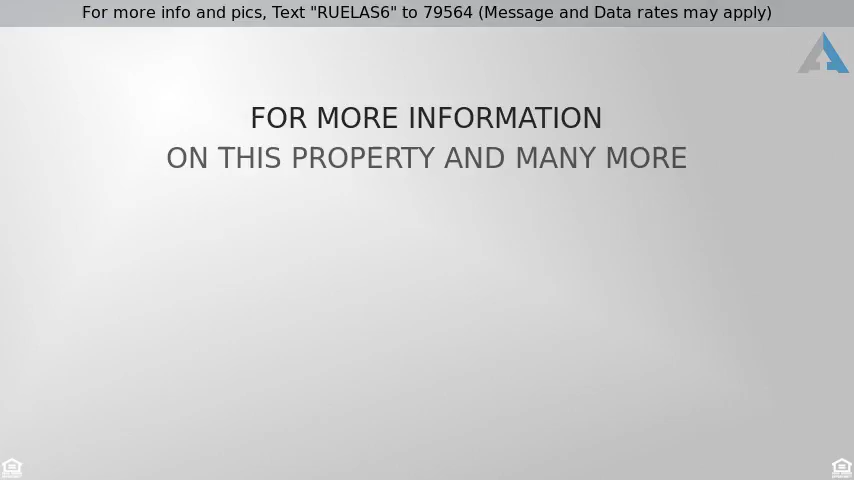 For more info and pics, Text "RUELAS6" to 79564 (Message and Data rates may apply)
FOR MORE INFORMATION
ON THIS PROPERTY AND MANY MORE